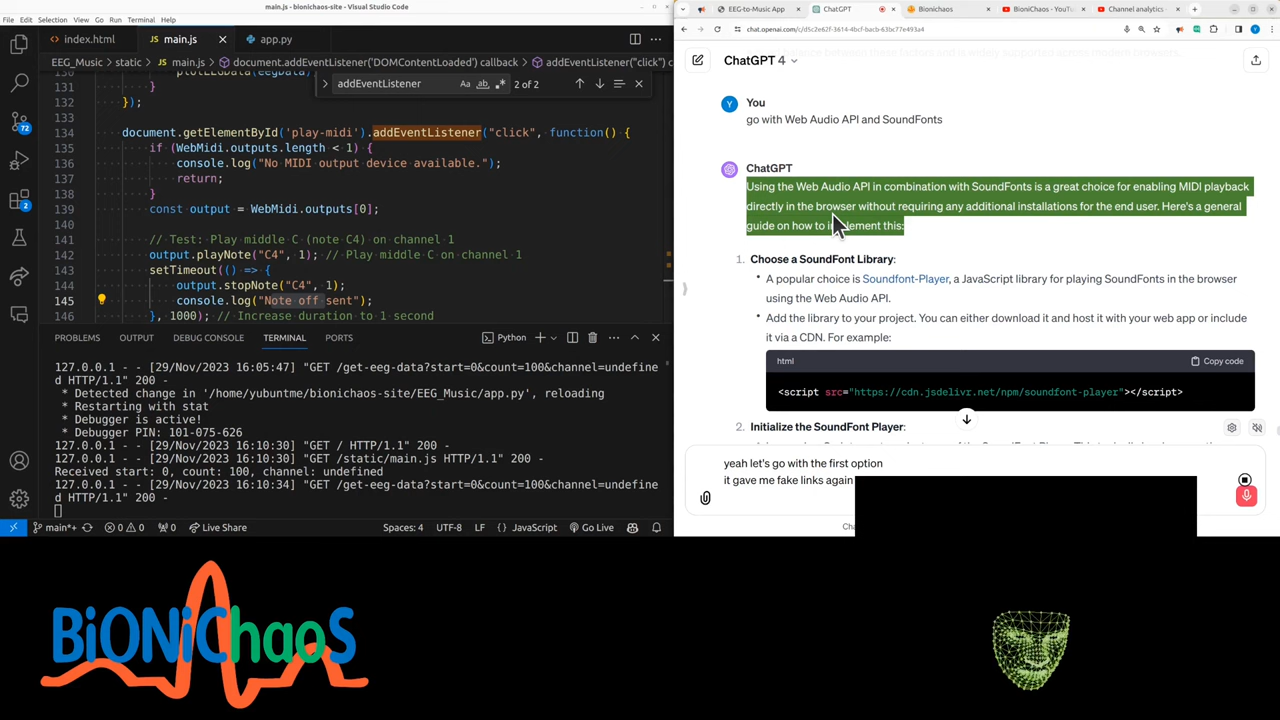 main.js - bionichaos-site - Visual Studio Code
File Edit Selection View Go Run Terminal Help
index.html
main.js
app.py
EEG_Music > static > main.js > document.addEventListener('DOMContentLoaded') callback > addEventListener("click") callback
addEventListener
Aa ab
2 of 2
131 }
132 });
133
134 document.getElementById('play-midi').addEventListener("click", function() {
135 if (WebMidi.outputs.length < 1) {
136 console.log("No MIDI output device available.");
137 return;
138 }
139 const output = WebMidi.outputs[0];
140
141 // Test: Play middle C (note C4) on channel 1
142 output.playNote("C4", 1); // Play middle C on channel 1
143 setTimeout(() => {
144 output.stopNote("C4", 1);
145 console.log("Note off sent");
146 }, 1000); // Increase duration to 1 second
72
2
PROBLEMS OUTPUT DEBUG CONSOLE TERMINAL PORTS
Python
127.0.0.1 - - [29/Nov/2023 16:05:47] "GET /get-eeg-data?start=0&count=100&channel=undefine
d HTTP/1.1" 200 -
* Detected change in '/home/yubuntme/bionichaos-site/EEG_Music/app.py', reloading
* Restarting with stat
* Debugger is active!
* Debugger PIN: 101-075-626
127.0.0.1 - - [29/Nov/2023 16:10:30] "GET / HTTP/1.1" 200 -
127.0.0.1 - - [29/Nov/2023 16:10:30] "GET /static/main.js HTTP/1.1" 200 -
Received start: 0, count: 100, channel: undefined
127.0.0.1 - - [29/Nov/2023 16:10:34] "GET /get-eeg-data?start=0&count=100&channel=undefine
d HTTP/1.1" 200 -
main*+ 0 0 0 Live Share Spaces: 4 UTF-8 LF JavaScript Go Live
EEG-to-Music App
ChatGPT
Bionichaos
BioniChaos - YouTu
Channel analytics -
chat.openai.com/c/d5c2e62f-3614-4bcf-bacb-63bc77e493a4
ChatGPT 4
Y
You
go with Web Audio API and SoundFonts
ChatGPT
Using the Web Audio API in combination with SoundFonts is a great choice for enabling MIDI playback
directly in the browser without requiring any additional installations for the end user. Here's a general
guide on how to implement this:
1. Choose a SoundFont Library:
• A popular choice is Soundfont-Player, a JavaScript library for playing SoundFonts in the browser
using the Web Audio API.
• Add the library to your project. You can either download it and host it with your web app or include
it via a CDN. For example:
html
Copy code
<script src="https://cdn.jsdelivr.net/npm/soundfont-player"></script>
2. Initialize the SoundFont Player:
yeah let's go with the first option
it gave me fake links again
BiONiChaoS